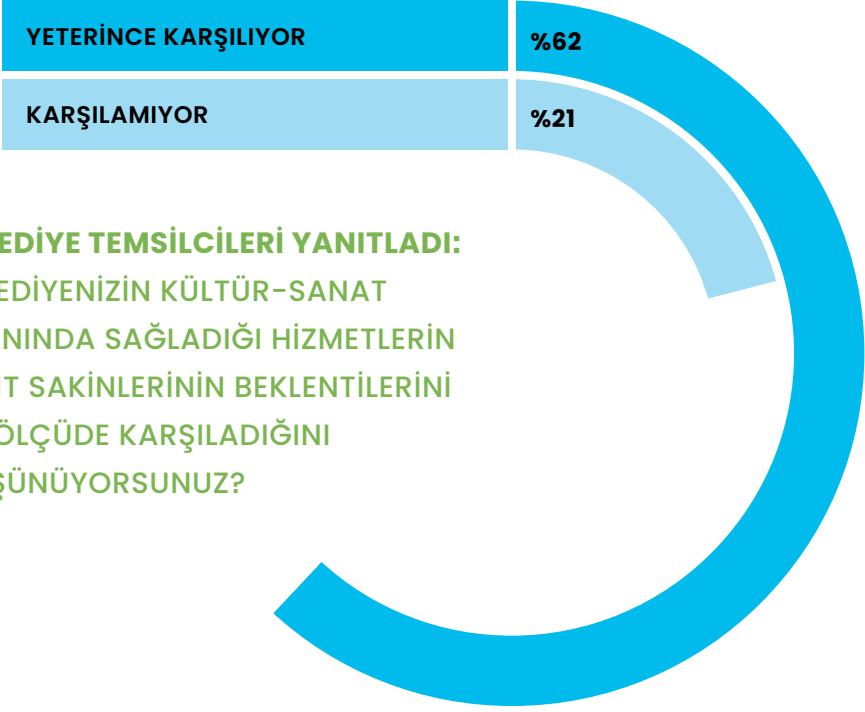 YETERİNCE KARŞILIYOR %62
KARŞILAMIYOR %21
EDİYE TEMSİLCİLERİ YANITLADI:
EDİYENİZİN KÜLTÜR-SANAT
ANINDA SAĞLADIĞI HİZMETLERİN
T SAKİNLERİNİN BEKLENTİLERİNİ
ÖLÇÜDE KARŞILADIĞINI
ŞÜNÜYORSUNUZ?